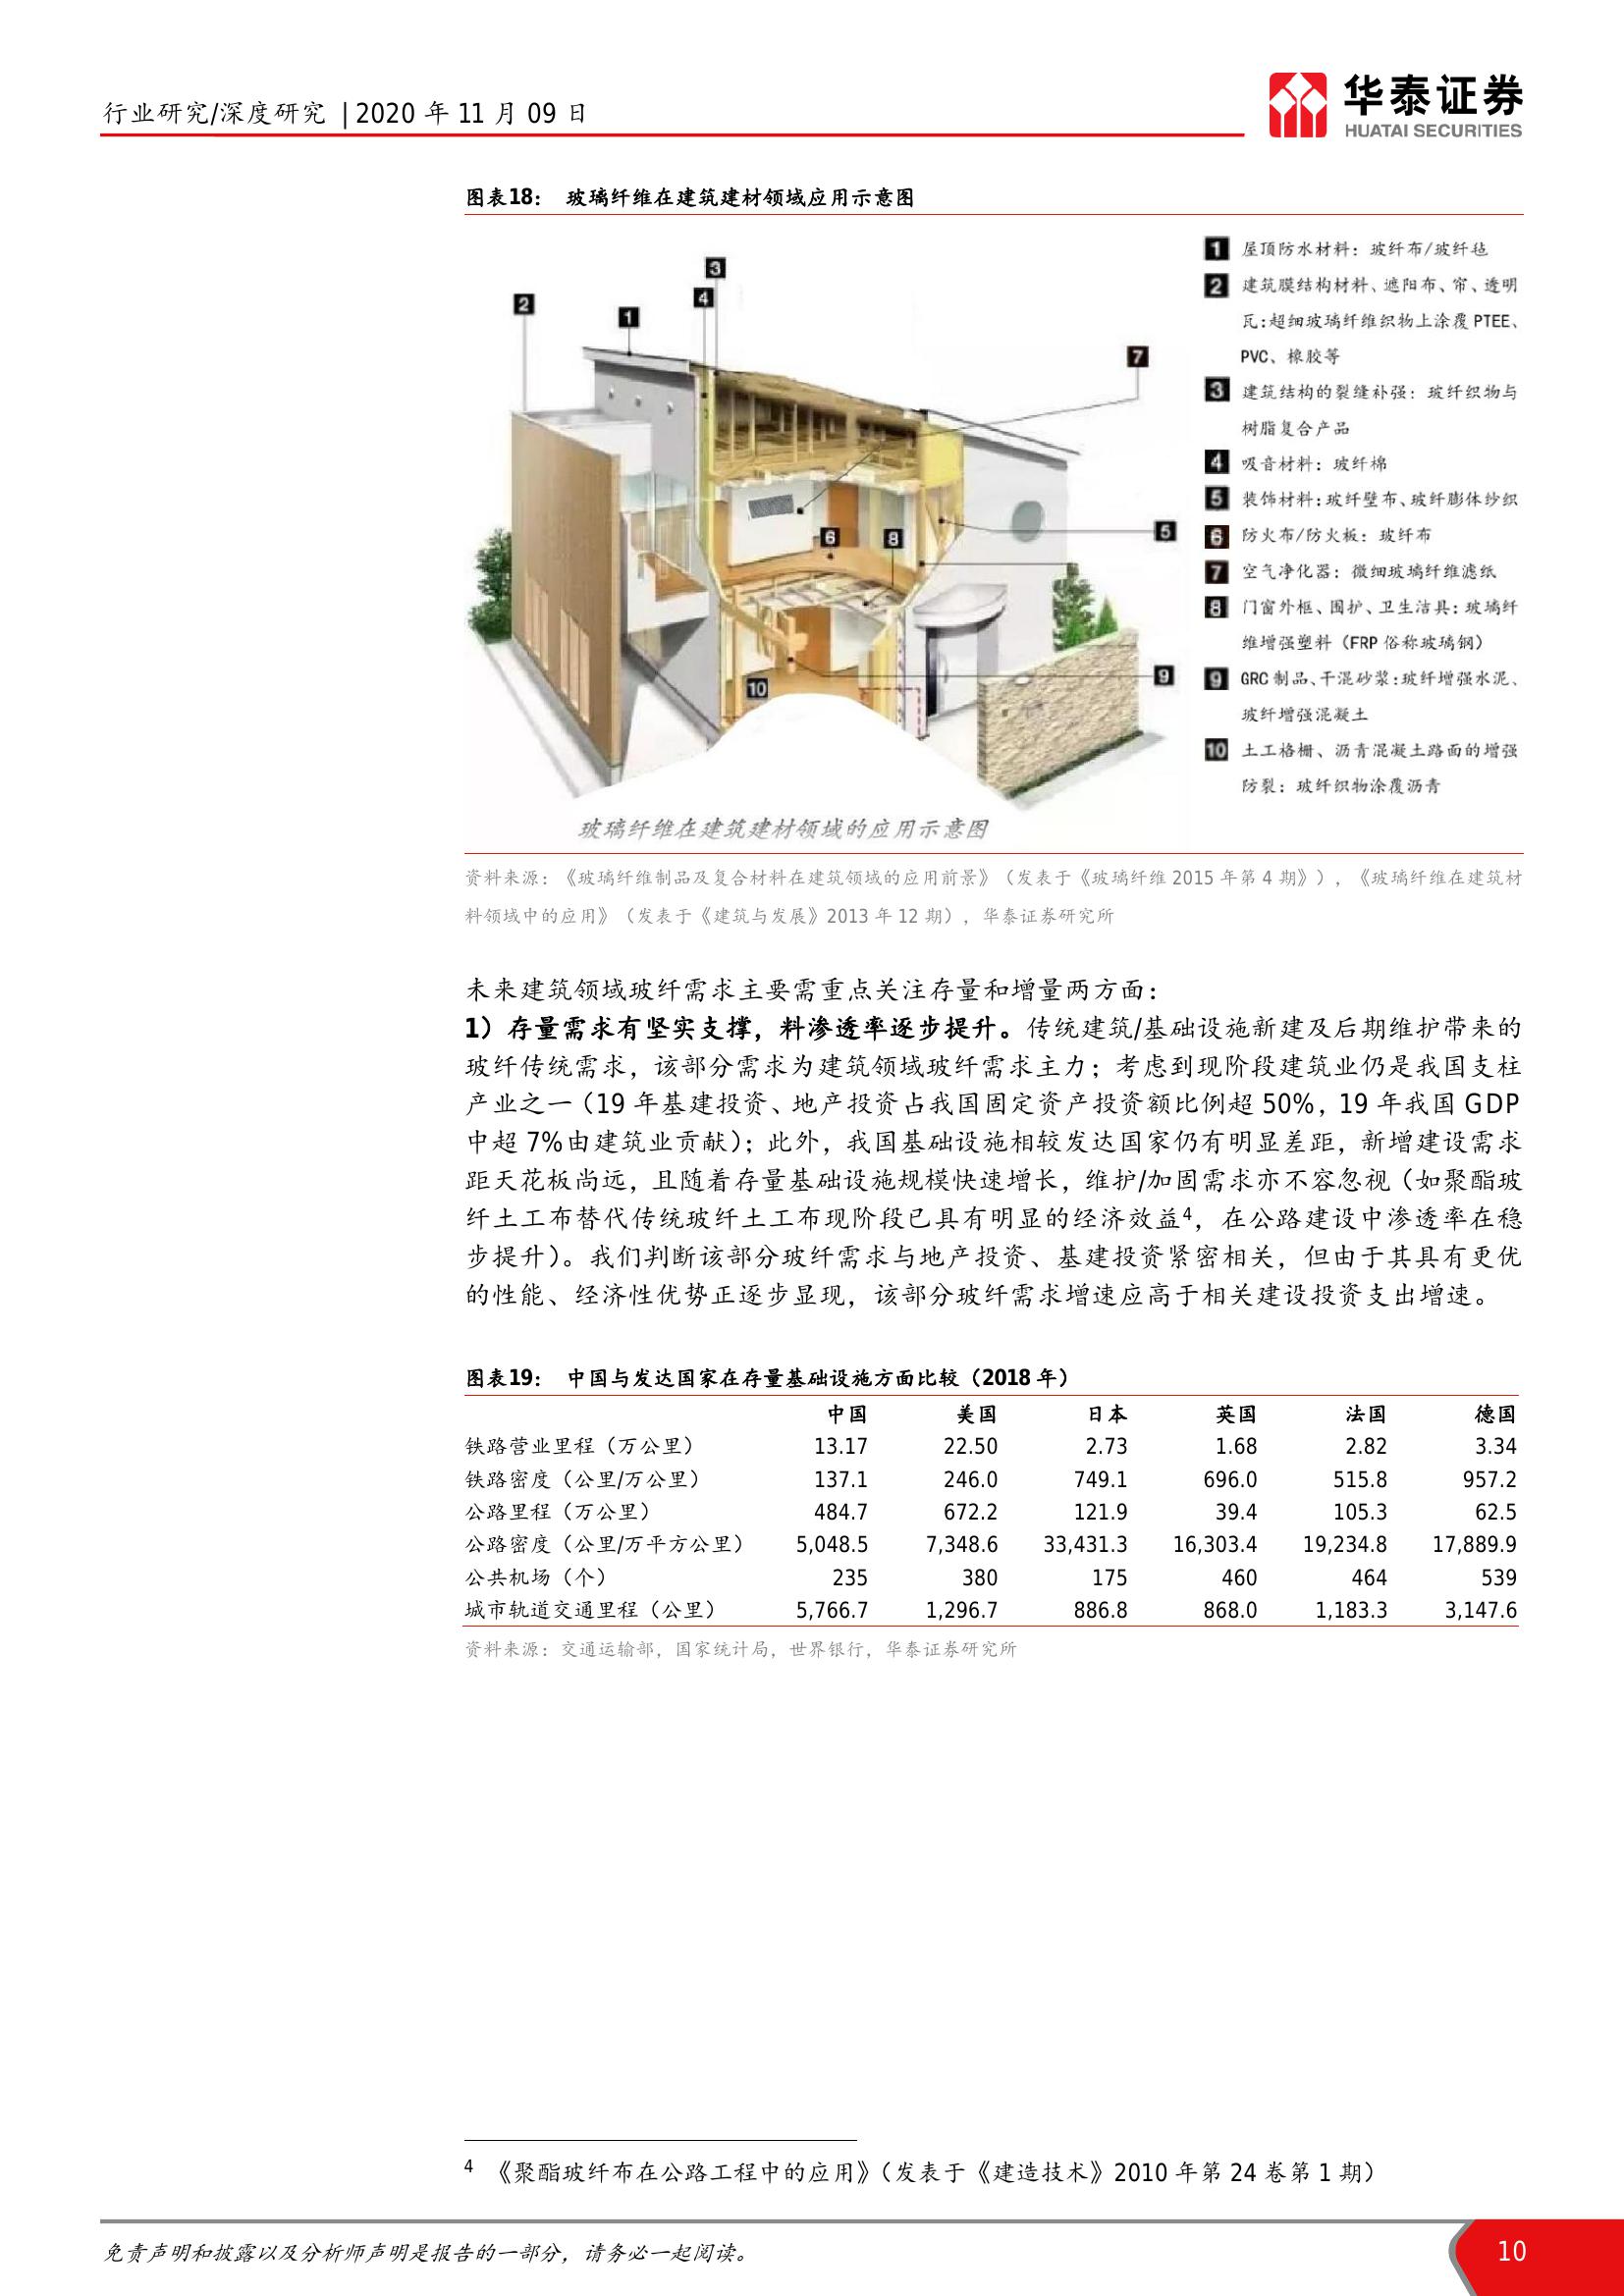 行业研究/深度研究 | 2020 年 11 月 09 日
华泰证券
HUATAI SECURITIES
图表18： 玻璃纤维在建筑建材领域应用示意图
1 屋顶防水材料：玻纤布/玻纤毡
2 建筑膜结构材料、遮阳布、帘、透明
瓦:超细玻璃纤维织物上涂覆 PTEE、
PVC、橡胶等
3 建筑结构的裂缝补强：玻纤织物与
树脂复合产品
4 吸音材料：玻纤棉
5 装饰材料:玻纤壁布、玻纤膨体纱织
6 防火布/防火板：玻纤布
7 空气净化器：微细玻璃纤维滤纸
8 门窗外框、围护、卫生洁具:玻璃纤
维增强塑料（FRP 俗称玻璃钢）
9 GRC 制品、干混砂浆:玻纤增强水泥、
玻纤增强混凝土
10 土工格栅、沥青混凝土路面的增强
防裂：玻纤织物涂覆沥青
3
4
2
1
7
6
8
5
9
10
玻璃纤维在建筑建材领域的应用示意图
资料来源：《玻璃纤维制品及复合材料在建筑领域的应用前景》（发表于《玻璃纤维 2015 年第 4 期》），《玻璃纤维在建筑材
料领域中的应用》（发表于《建筑与发展》2013 年 12 期），华泰证券研究所
未来建筑领域玻纤需求主要需重点关注存量和增量两方面：
1）存量需求有坚实支撑，料渗透率逐步提升。传统建筑/基础设施新建及后期维护带来的
玻纤传统需求，该部分需求为建筑领域玻纤需求主力；考虑到现阶段建筑业仍是我国支柱
产业之一（19 年基建投资、地产投资占我国固定资产投资额比例超 50%，19 年我国 GDP
中超 7%由建筑业贡献）；此外，我国基础设施相较发达国家仍有明显差距，新增建设需求
距天花板尚远，且随着存量基础设施规模快速增长，维护/加固需求亦不容忽视（如聚酯玻
纤土工布替代传统玻纤土工布现阶段已具有明显的经济效益4，在公路建设中渗透率在稳
步提升）。我们判断该部分玻纤需求与地产投资、基建投资紧密相关，但由于其具有更优
的性能、经济性优势正逐步显现，该部分玻纤需求增速应高于相关建设投资支出增速。
图表19： 中国与发达国家在存量基础设施方面比较（2018 年）
中国 美国 日本 英国 法国 德国
铁路营业里程（万公里） 13.17 22.50 2.73 1.68 2.82 3.34
铁路密度（公里/万公里） 137.1 246.0 749.1 696.0 515.8 957.2
公路里程（万公里） 484.7 672.2 121.9 39.4 105.3 62.5
公路密度（公里/万平方公里） 5,048.5 7,348.6 33,431.3 16,303.4 19,234.8 17,889.9
公共机场（个） 235 380 175 460 464 539
城市轨道交通里程（公里） 5,766.7 1,296.7 886.8 868.0 1,183.3 3,147.6
资料来源：交通运输部，国家统计局，世界银行，华泰证券研究所
4 《聚酯玻纤布在公路工程中的应用》（发表于《建造技术》2010 年第 24 卷第 1 期）
免责声明和披露以及分析师声明是报告的一部分，请务必一起阅读。
10